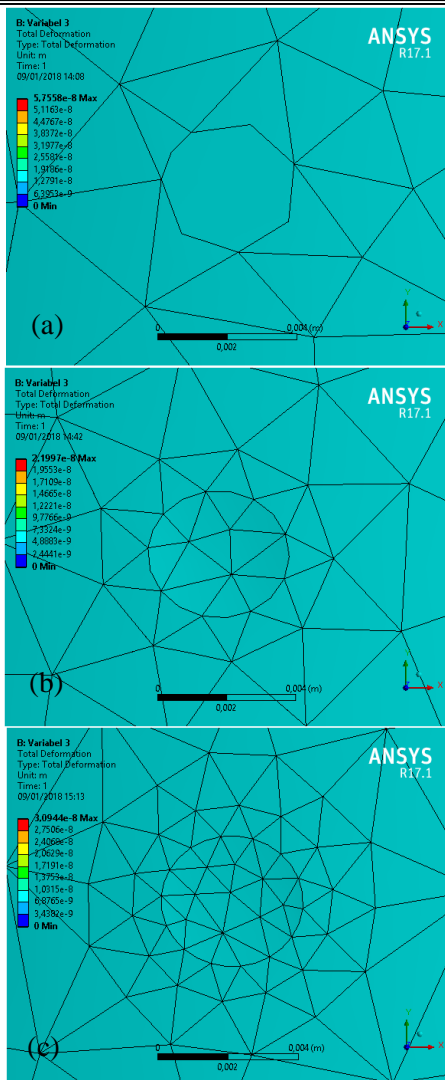 B: Variabel 3
Total Deformation
Type: Total Deformation
Unit: m
Time: 1
09/01/2018 14:08
ANSYS
R17.1
5,7558e-8 Max
5,1163e-8
4,4767e-8
3,8372e-8
3,1977e-8
2,5581e-8
1,9186e-8
1,2791e-8
6,3953e-9
0 Min
(a)
0
0,004 (m)
0,002
Y
X
B: Variabel 3
Total Deformation
Type: Total Deformation
Unit: m
Time: 1
09/01/2018 14:42
ANSYS
R17.1
2,1997e-8 Max
1,9553e-8
1,7109e-8
1,4665e-8
1,2221e-8
9,7766e-9
7,3324e-9
4,8883e-9
2,4441e-9
0 Min
(b)
0
0,004 (m)
0,002
X
B: Variabel 3
Total Deformation
Type: Total Deformation
Unit: m
Time: 1
09/01/2018 15:13
ANSYS
R17.1
3,0944e-8 Max
2,7506e-8
2,4068e-8
2,0629e-8
1,7191e-8
1,3753e-8
1,0315e-8
6,8765e-9
3,4382e-9
0 Min
(c)
0
0,004 (m)
0,002
Y
X